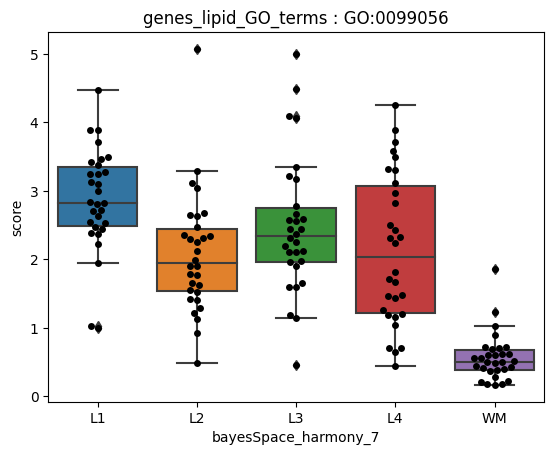 genes_lipid_GO_terms : GO:0099056
5
4
3
2
1
0
score
L1 L2 L3 L4 WM
bayesSpace_harmony_7